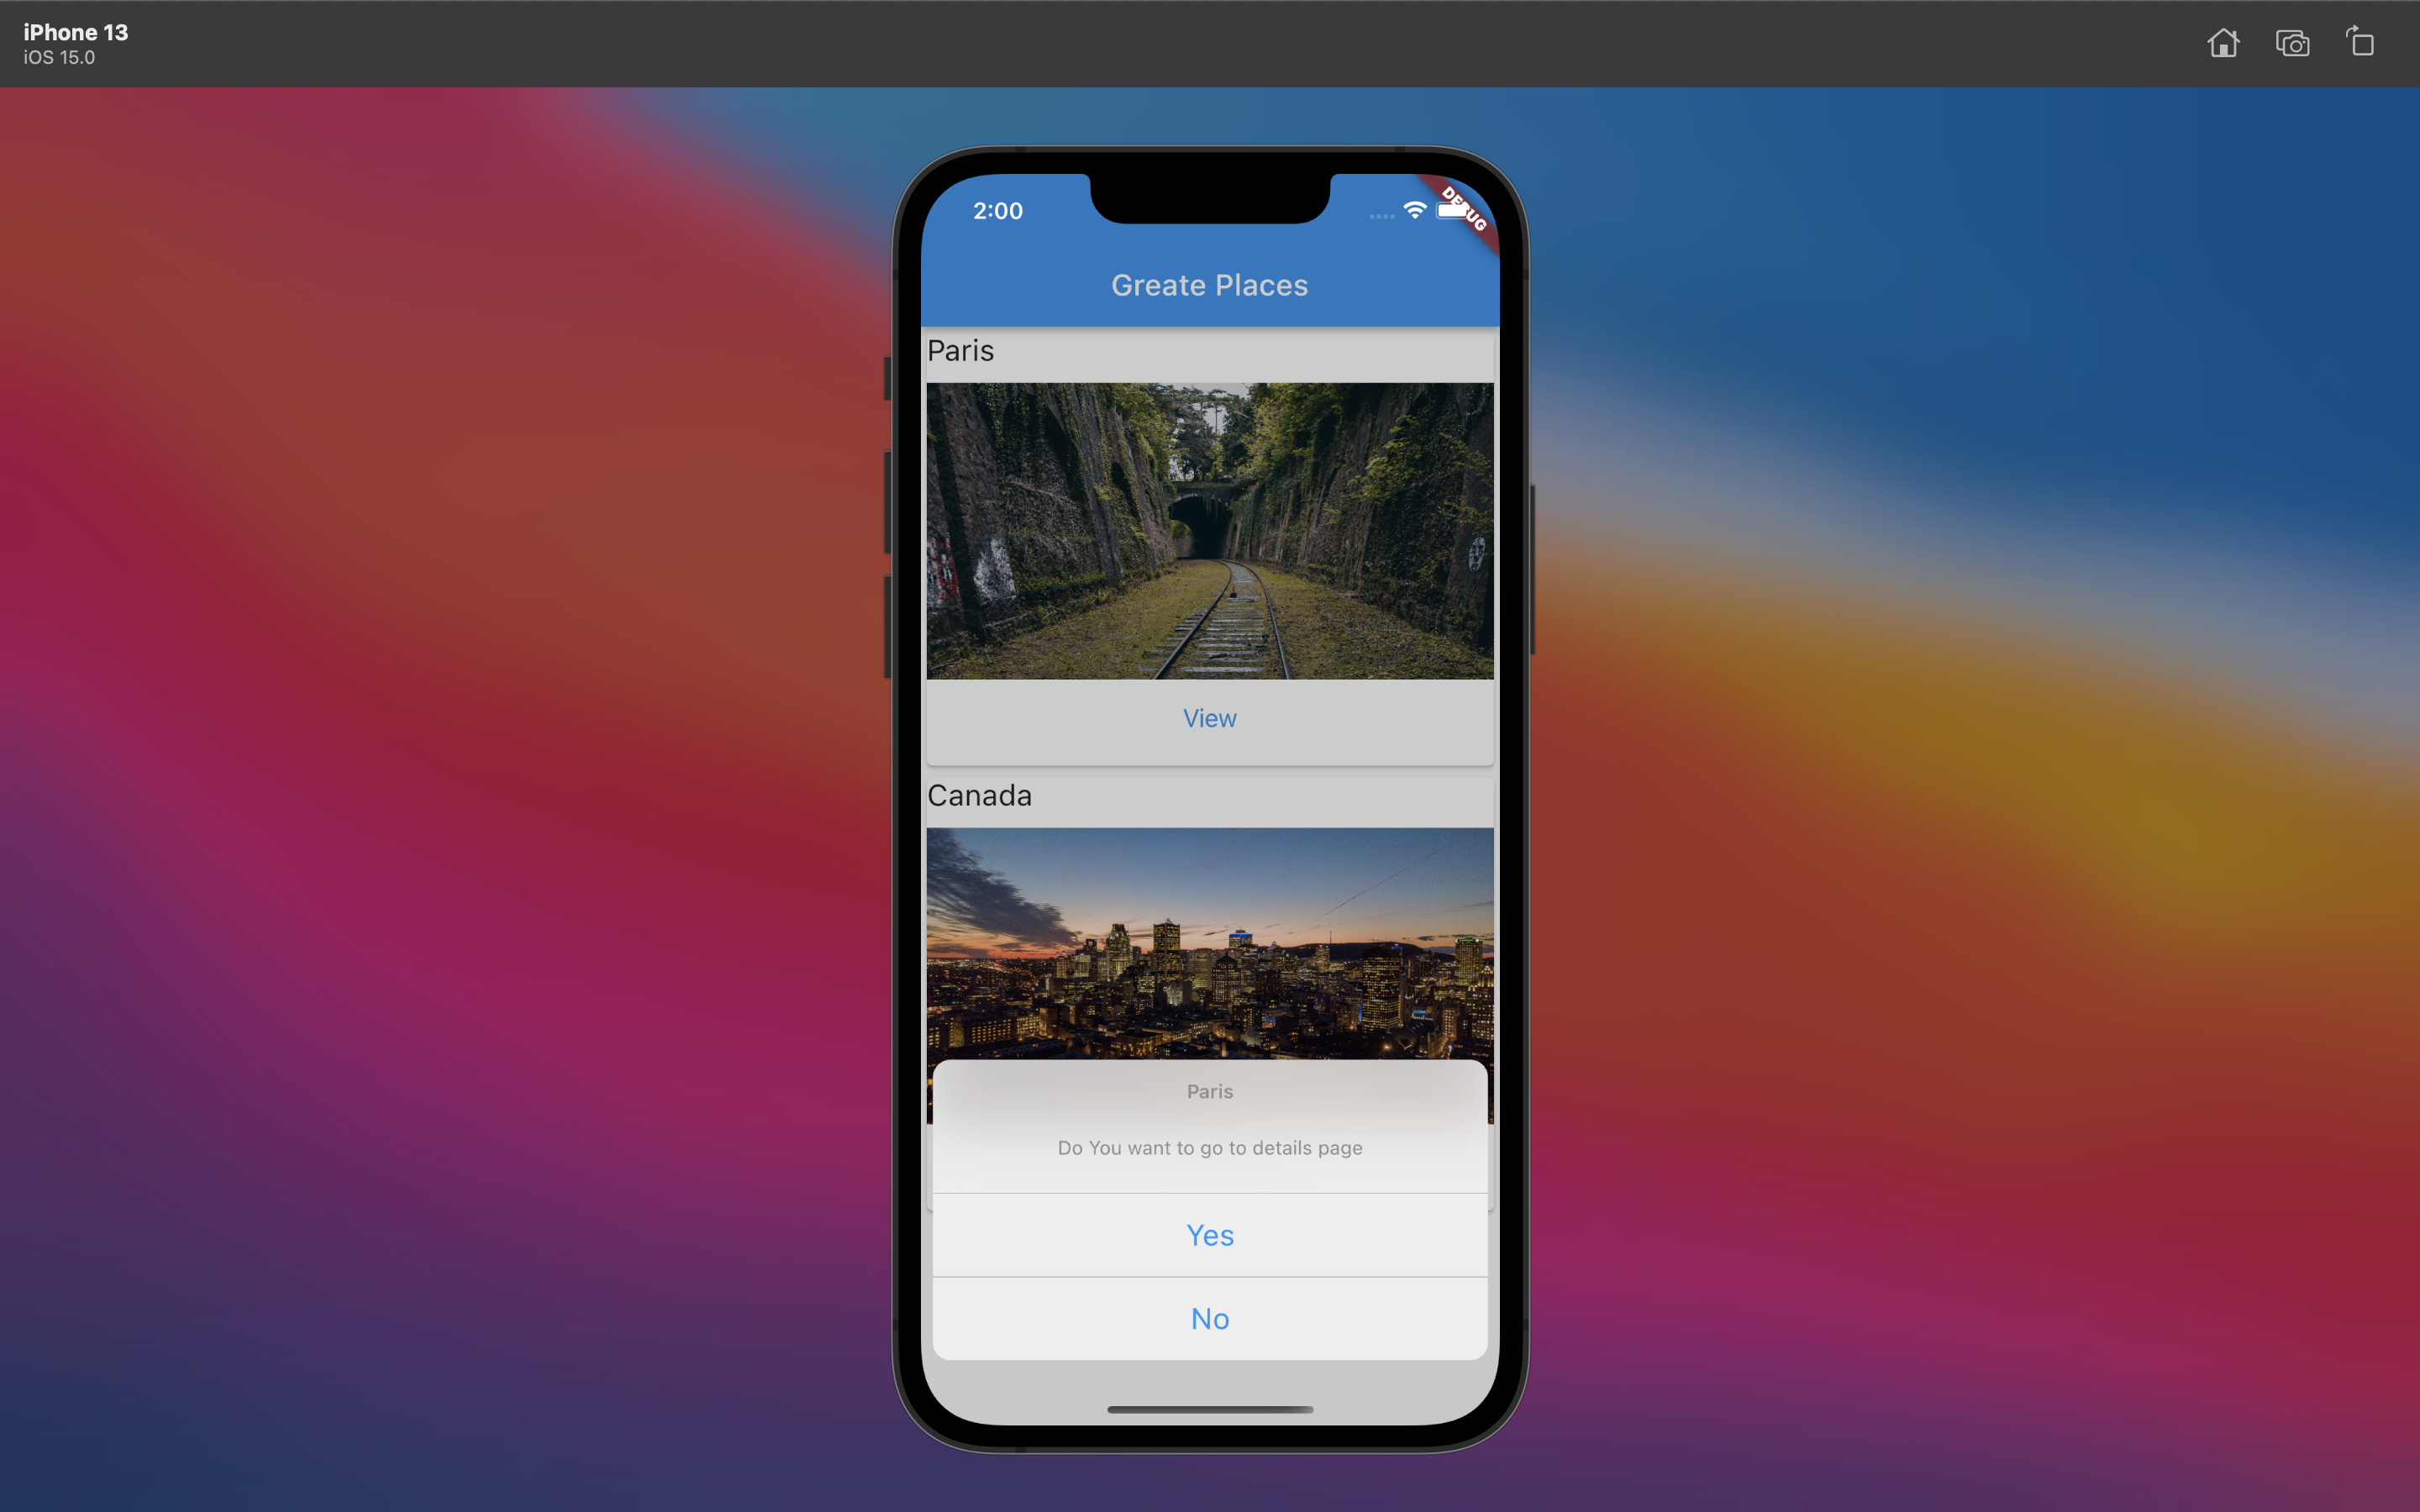 iPhone 13
iOS 15.0
2:00
DEBUG
Greate Places
Paris
View
Canada
Paris
Do You want to go to details page
Yes
No